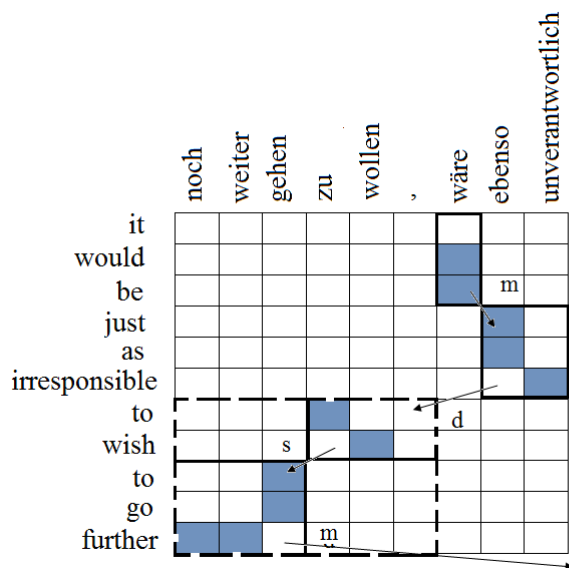 noch
weiter
gehen
zu
wollen
,
wäre
ebenso
unverantwortlich
it
would
be
m
just
as
irresponsible
to
d
wish
s
to
go
further
m